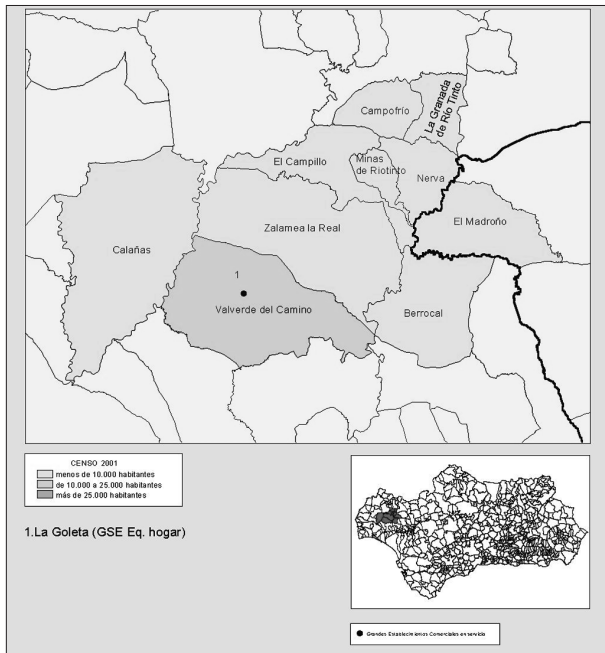 Campofrío
La Granada
de Río Tinto
El Campillo
Minas
de Riotinto
Nerva
El Madroño
Zalamea la Real
Calañas
1
Valverde del Camino
Berrocal
CENSO 2001
menos de 10.000 habitantes
de 10.000 a 25.000 habitantes
más de 25.000 habitantes
1.La Goleta (GSE Eq. hogar)
Grandes Establecimientos Comerciales en servicio